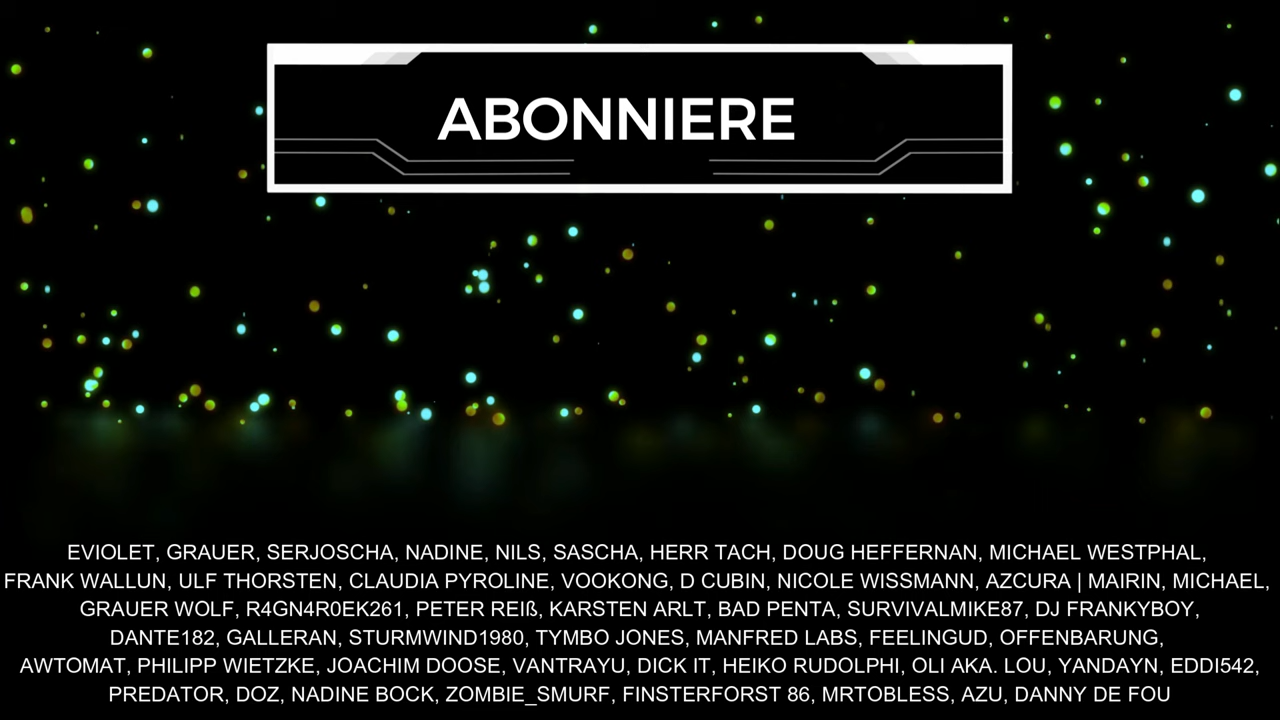 ABONNIERE
EVIOLET, GRAUER, SERJOSCHA, NADINE, NILS, SASCHA, HERR TACH, DOUG HEFFERNAN, MICHAEL WESTPHAL,
FRANK WALLUN, ULF THORSTEN, CLAUDIA PYROLINE, VOOKONG, D CUBIN, NICOLE WISSMANN, AZCURA | MAIRIN, MICHAEL,
GRAUER WOLF, R4GN4R0EK261, PETER REIß, KARSTEN ARLT, BAD PENTA, SURVIVALMIKE87, DJ FRANKYBOY,
DANTE182, GALLERAN, STURMWIND1980, TYMBO JONES, MANFRED LABS, FEELINGUD, OFFENBARUNG,
AWTOMAT, PHILIPP WIETZKE, JOACHIM DOOSE, VANTRAYU, DICK IT, HEIKO RUDOLPHI, OLI AKA. LOU, YANDAYN, EDDI542,
PREDATOR, DOZ, NADINE BOCK, ZOMBIE_SMURF, FINSTERFORST 86, MRTOBLESS, AZU, DANNY DE FOU